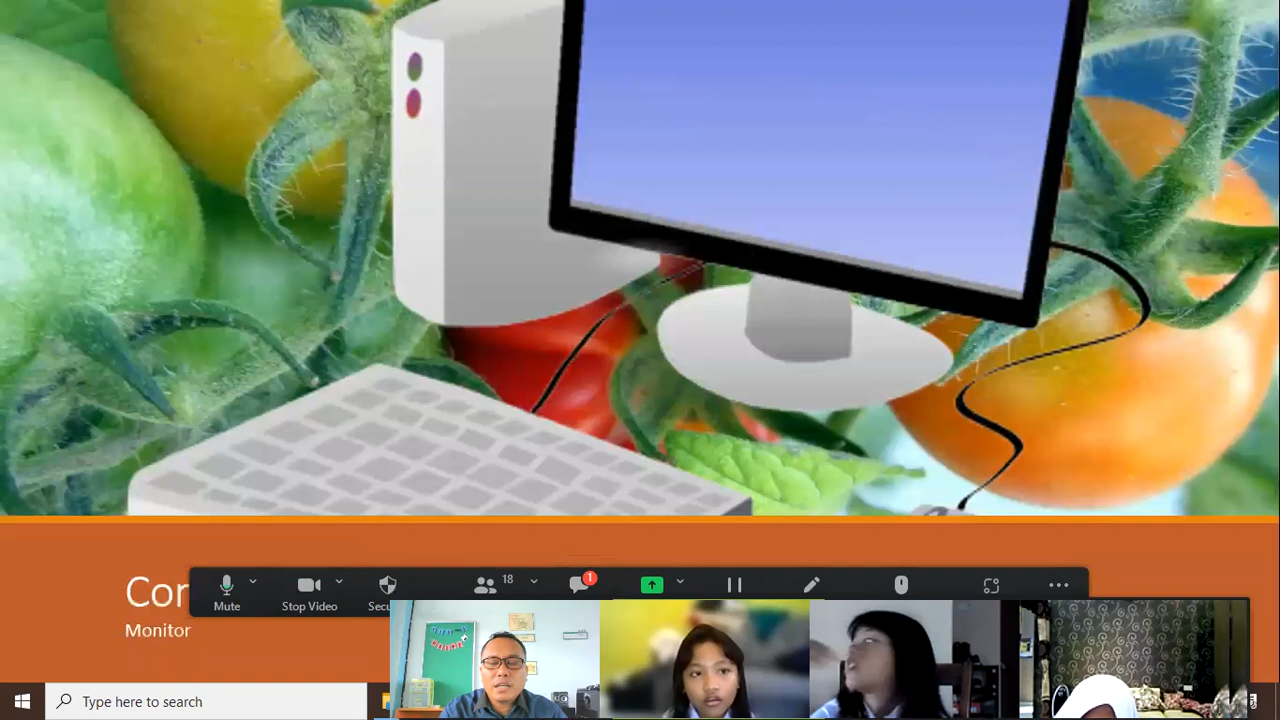 Cor
Monitor
18
1
Mute
Stop Video
Secu
Type here to search